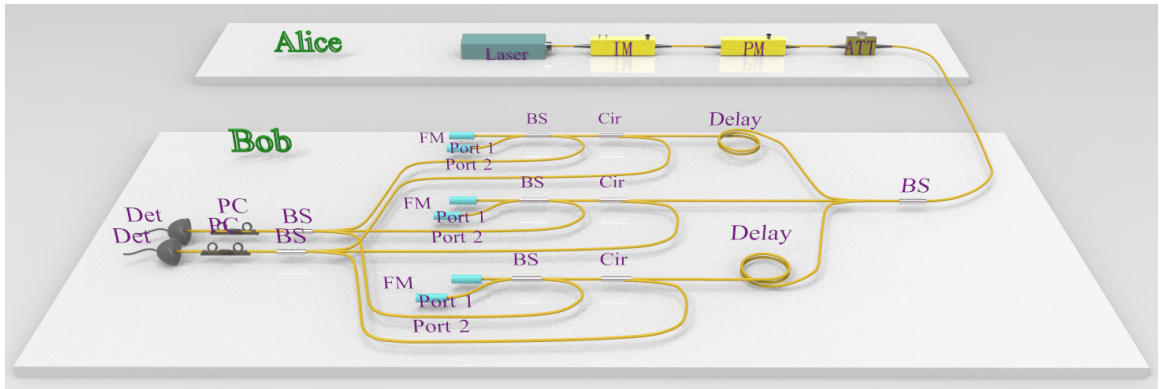 Alice
Laser
IM
PM
ATT
Bob
BS
Cir
Delay
FM
Port 1
Port 2
BS
Cir
BS
FM
Port 1
Port 2
Det
PC
BS
Det
PC
BS
Delay
BS
Cir
FM
Port 1
Port 2